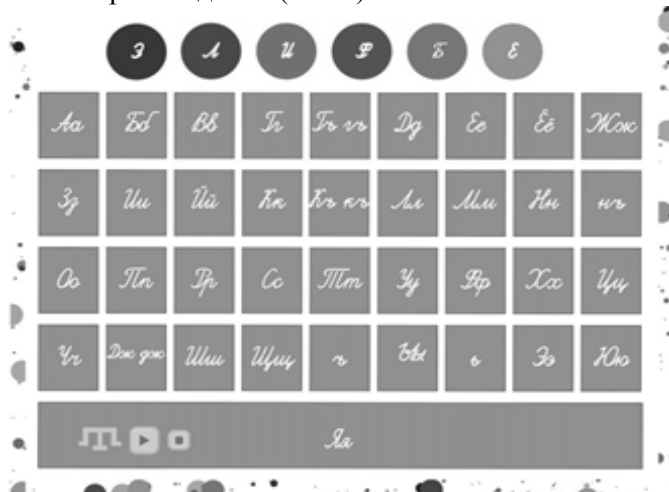 З Л И Ф Б Е
Аа Бб Вв Гг Гъ гъ Дд Ее Ёё Жж
Зз Ии Йй Кк Къ къ Лл Мм Нн нъ
Оо Пп Рр Сс Тт Уу Фф Хх Цц
Чч Дж дж Шш Щщ ъ Ыы ь Ээ Юю
Яя